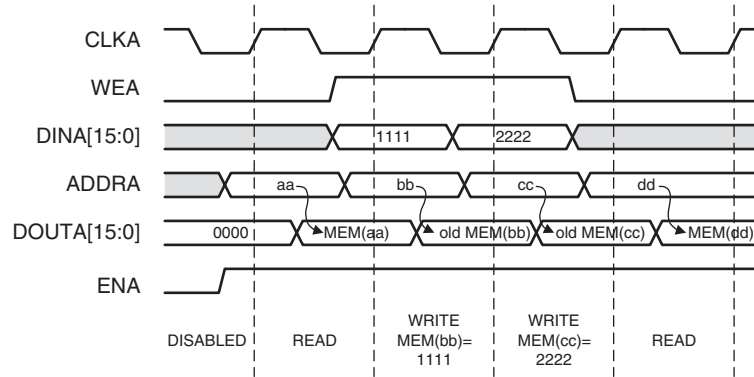 CLKA
WEA
DINA[15:0] 1111 2222
ADDRA aa bb cc dd
DOUTA[15:0] 0000 MEM(aa) old MEM(bb) old MEM(cc) MEM(dd)
ENA
DISABLED READ WRITE MEM(bb)= 1111 WRITE MEM(cc)= 2222 READ